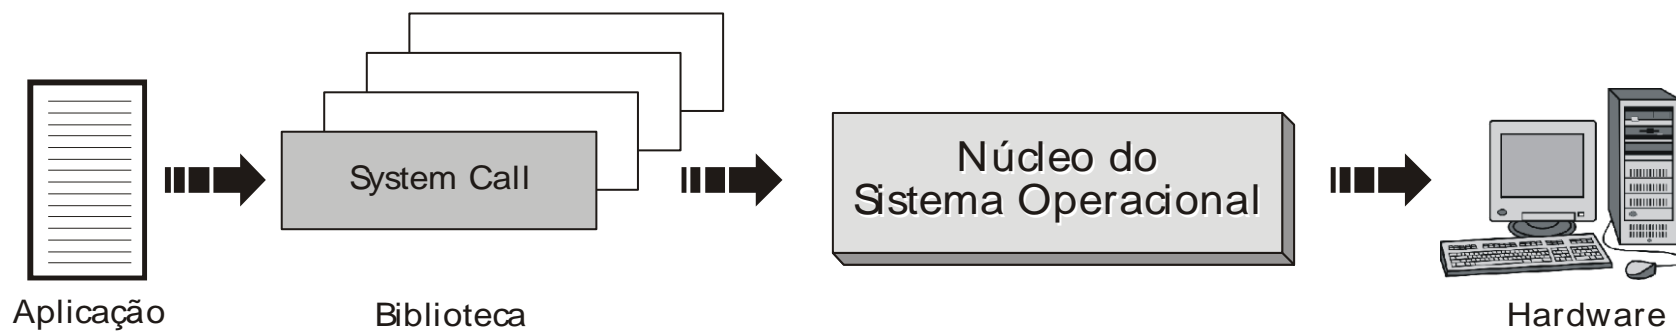 System Call
Núcleo do
Sistema Operacional
Aplicação
Biblioteca
Hardware